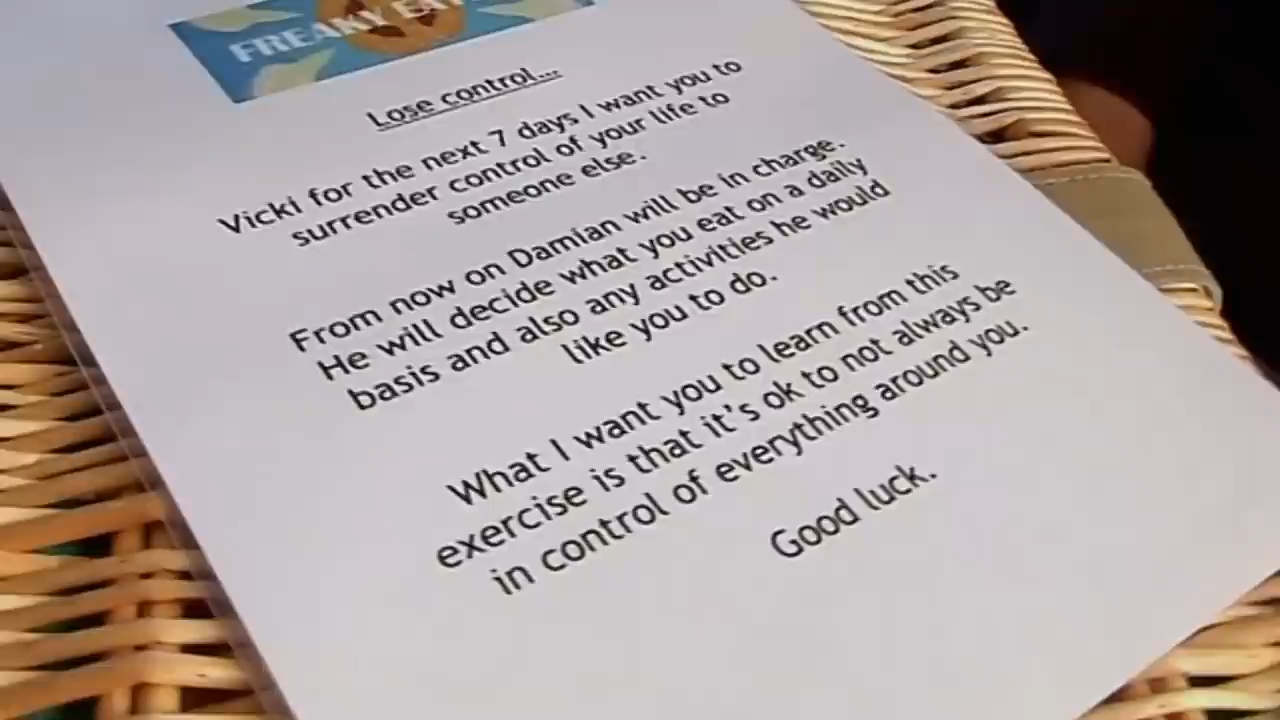 FREAKY
Lose control...
Vicki for the next 7 days I want you to
surrender control of your life to
someone else.
From now on Damian will be in charge.
He will decide what you eat on a daily
basis and also any activities he would
like you to do.
What I want you to learn from this
exercise is that it's ok to not always be
in control of everything around you.
Good luck.